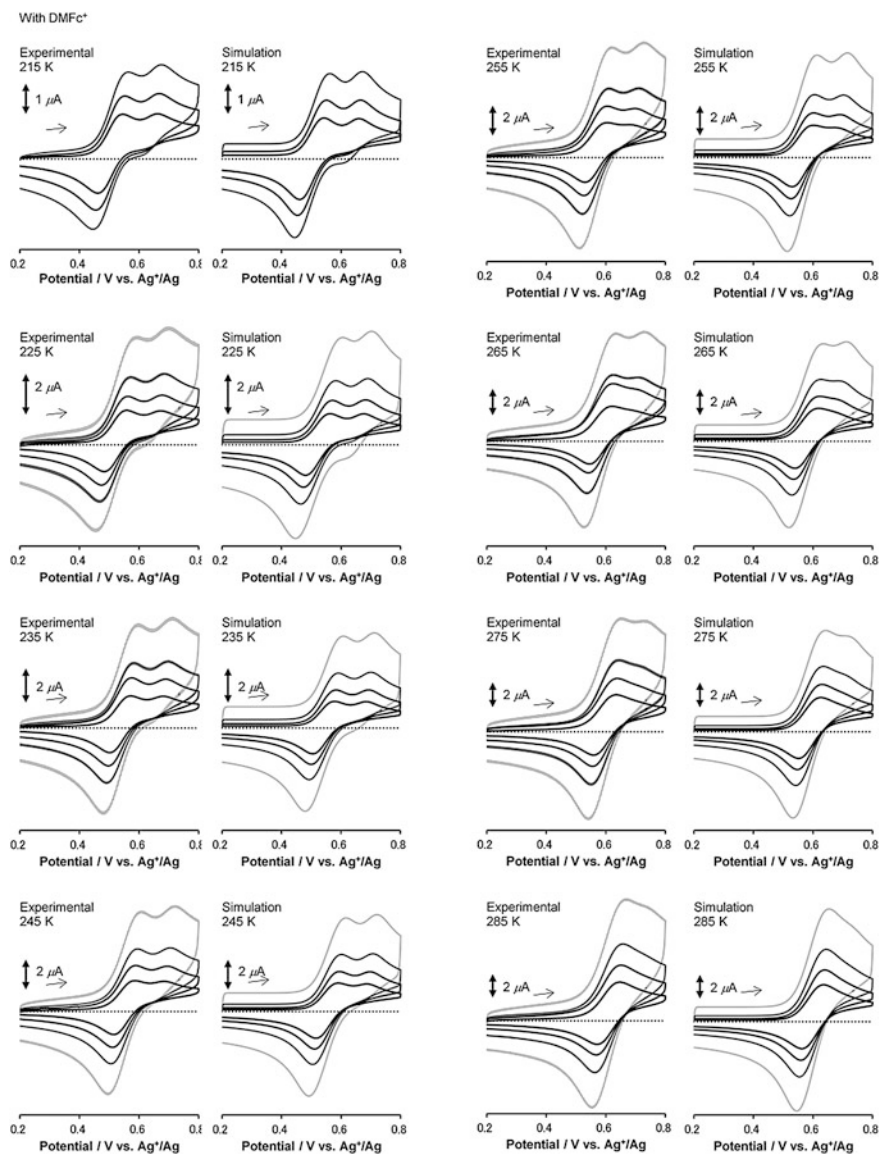 With DMFc⁺
Experimental
215 K
1 μA
Simulation
215 K
1 μA
0.2 0.4 0.6 0.8
Potential / V vs. Ag⁺/Ag
0.2 0.4 0.6 0.8
Potential / V vs. Ag⁺/Ag
Experimental
255 K
2 μA
Simulation
255 K
2 μA
0.2 0.4 0.6 0.8
Potential / V vs. Ag⁺/Ag
0.2 0.4 0.6 0.8
Potential / V vs. Ag⁺/Ag
Experimental
225 K
2 μA
Simulation
225 K
2 μA
0.2 0.4 0.6 0.8
Potential / V vs. Ag⁺/Ag
0.2 0.4 0.6 0.8
Potential / V vs. Ag⁺/Ag
Experimental
265 K
2 μA
Simulation
265 K
2 μA
0.2 0.4 0.6 0.8
Potential / V vs. Ag⁺/Ag
0.2 0.4 0.6 0.8
Potential / V vs. Ag⁺/Ag
Experimental
235 K
2 μA
Simulation
235 K
2 μA
0.2 0.4 0.6 0.8
Potential / V vs. Ag⁺/Ag
0.2 0.4 0.6 0.8
Potential / V vs. Ag⁺/Ag
Experimental
275 K
2 μA
Simulation
275 K
2 μA
0.2 0.4 0.6 0.8
Potential / V vs. Ag⁺/Ag
0.2 0.4 0.6 0.8
Potential / V vs. Ag⁺/Ag
Experimental
245 K
2 μA
Simulation
245 K
2 μA
0.2 0.4 0.6 0.8
Potential / V vs. Ag⁺/Ag
0.2 0.4 0.6 0.8
Potential / V vs. Ag⁺/Ag
Experimental
285 K
2 μA
Simulation
285 K
2 μA
0.2 0.4 0.6 0.8
Potential / V vs. Ag⁺/Ag
0.2 0.4 0.6 0.8
Potential / V vs. Ag⁺/Ag